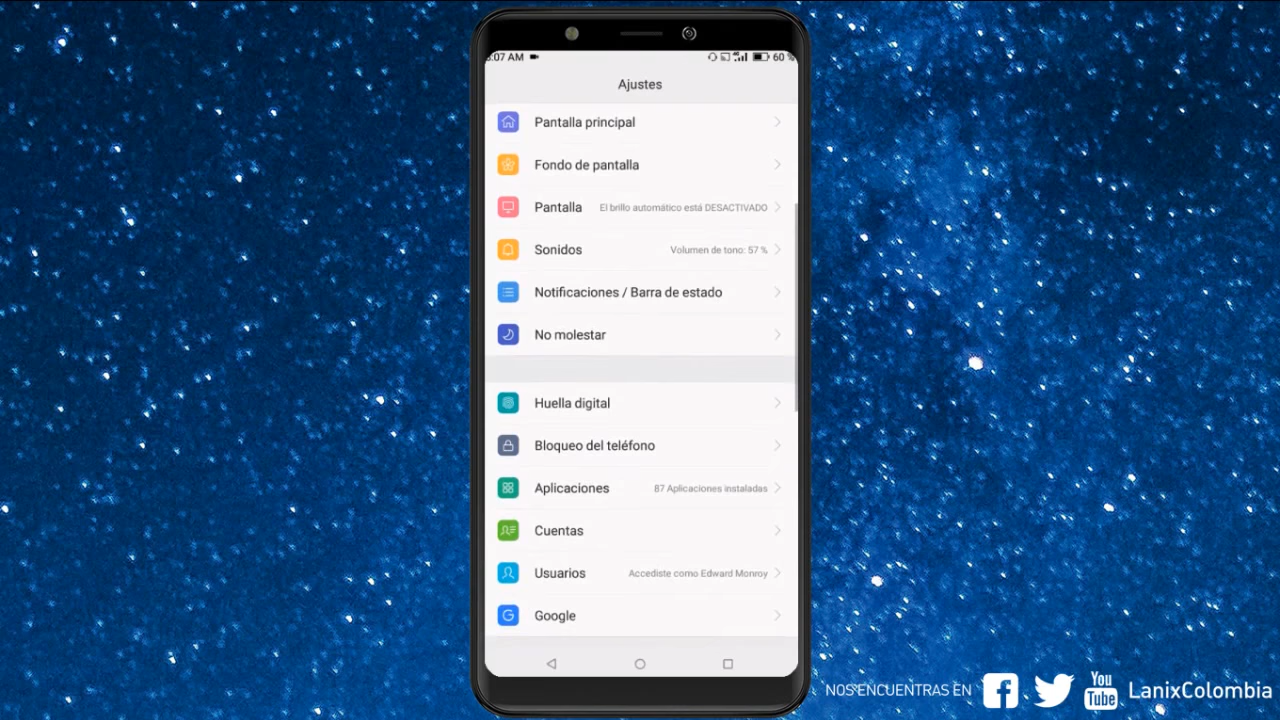 :07 AM 60 %
Ajustes
Pantalla principal
Fondo de pantalla
Pantalla El brillo automático está DESACTIVADO
Sonidos Volumen de tono: 57 %
Notificaciones / Barra de estado
No molestar
Huella digital
Bloqueo del teléfono
Aplicaciones 87 Aplicaciones instaladas
Cuentas
Usuarios Accediste como Edward Monroy
Google
NOS ENCUENTRAS EN You Tube LanixColombia